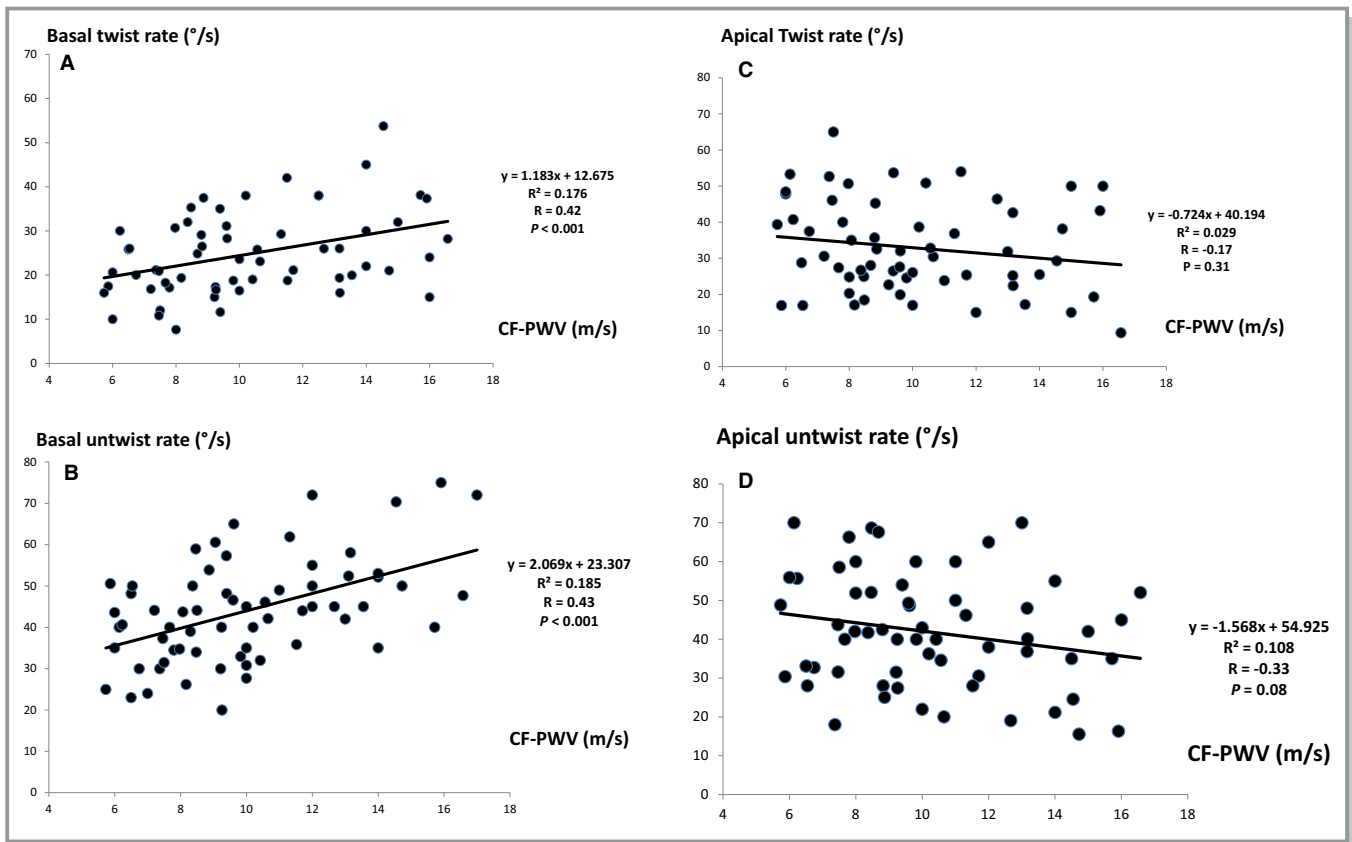 Basal twist rate (°/s)
A
70
60
50
40
30
20
10
0
4 6 8 10 12 14 16 18
y = 1.183x + 12.675
R² = 0.176
R = 0.42
P < 0.001
CF-PWV (m/s)
Apical Twist rate (°/s)
C
80
70
60
50
40
30
20
10
0
4 6 8 10 12 14 16 18
y = -0.724x + 40.194
R² = 0.029
R = -0.17
P = 0.31
CF-PWV (m/s)
Basal untwist rate (°/s)
B
80
70
60
50
40
30
20
10
0
4 6 8 10 12 14 16 18
y = 2.069x + 23.307
R² = 0.185
R = 0.43
P < 0.001
CF-PWV (m/s)
Apical untwist rate (°/s)
D
80
70
60
50
40
30
20
10
0
4 6 8 10 12 14 16 18
y = -1.568x + 54.925
R² = 0.108
R = -0.33
P = 0.08
CF-PWV (m/s)